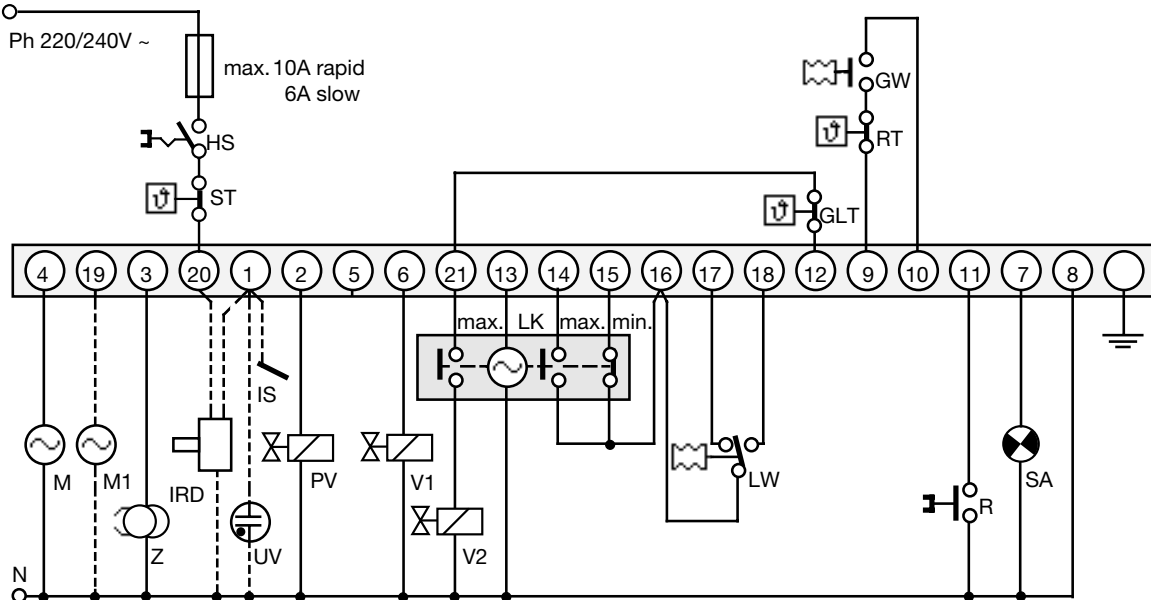 Ph 220/240V ~
max. 10A rapid
6A slow
HS
ST
GW
RT
GLT
4 19 3 20 1 2 5 6 21 13 14 15 16 17 18 12 9 10 11 7 8
max. LK max. min.
IS
M M1 IRD PV V1 LW SA
R
Z UV V2
N